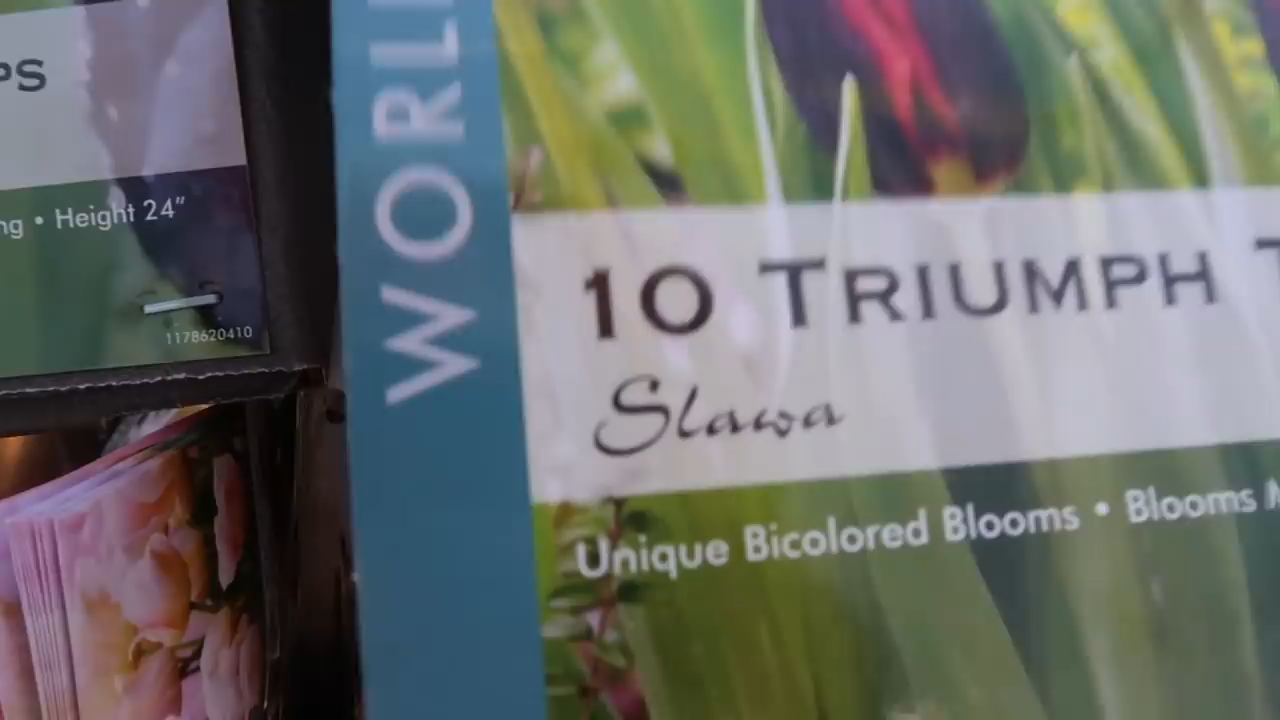 PS
ng • Height 24"
1178620410
WORL
10 TRIUMPH T
Slawa
Unique Bicolored Blooms • Blooms M